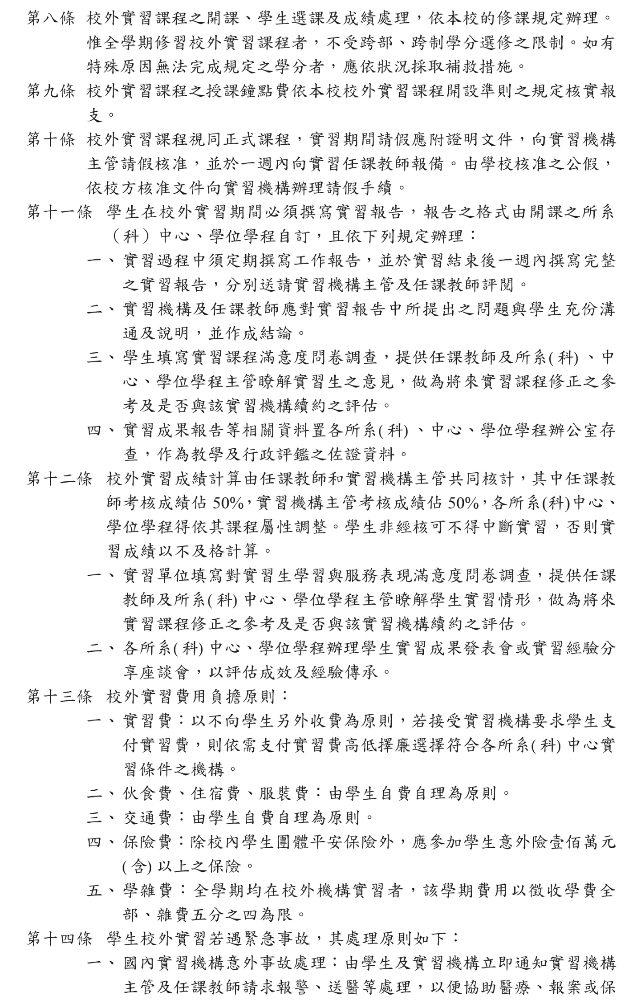 第八條 校外實習課程之開課、學生選課及成績處理，依本校的修課規定辦理。
惟全學期修習校外實習課程者，不受跨部、跨制學分選修之限制。如有
特殊原因無法完成規定之學分者，應依狀況採取補救措施。
第九條 校外實習課程之授課鐘點費依本校校外實習課程開設準則之規定核實報
支。
第十條 校外實習課程視同正式課程，實習期間請假應附證明文件，向實習機構
主管請假核准，並於一週內向實習任課教師報備。由學校核准之公假，
依校方核准文件向實習機構辦理請假手續。
第十一條 學生在校外實習期間必須撰寫實習報告，報告之格式由開課之所系
（科）中心、學位學程自訂，且依下列規定辦理：
一、實習過程中須定期撰寫工作報告，並於實習結束後一週內撰寫完整
之實習報告，分別送請實習機構主管及任課教師評閱。
二、實習機構及任課教師應對實習報告中所提出之問題與學生充份溝
通及說明，並作成結論。
三、學生填寫實習課程滿意度問卷調查，提供任課教師及所系(科)、中
心、學位學程主管瞭解實習生之意見，做為將來實習課程修正之參
考及是否與該實習機構續約之評估。
四、實習成果報告等相關資料置各所系(科)、中心、學位學程辦公室存
查，作為教學及行政評鑑之佐證資料。
第十二條 校外實習成績計算由任課教師和實習機構主管共同核計，其中任課教
師考核成績佔 50%，實習機構主管考核成績佔 50%，各所系(科)中心、
學位學程得依其課程屬性調整。學生非經核可不得中斷實習，否則實
習成績以不及格計算。
一、實習單位填寫對實習生學習與服務表現滿意度問卷調查，提供任課
教師及所系(科)中心、學位學程主管瞭解學生實習情形，做為將來
實習課程修正之參考及是否與該實習機構續約之評估。
二、各所系(科)中心、學位學程辦理學生實習成果發表會或實習經驗分
享座談會，以評估成效及經驗傳承。
第十三條 校外實習費用負擔原則：
一、實習費：以不向學生另外收費為原則，若接受實習機構要求學生支
付實習費，則依需支付實習費高低擇廉選擇符合各所系(科)中心實
習條件之機構。
二、伙食費、住宿費、服裝費：由學生自費自理為原則。
三、交通費：由學生自費自理為原則。
四、保險費：除校內學生團體平安保險外，應參加學生意外險壹佰萬元
(含)以上之保險。
五、學雜費：全學期均在校外機構實習者，該學期費用以徵收學費全
部、雜費五分之四為限。
第十四條 學生校外實習若遇緊急事故，其處理原則如下：
一、國內實習機構意外事故處理：由學生及實習機構立即通知實習機構
主管及任課教師請求報警、送醫等處理，以便協助醫療、報案或保